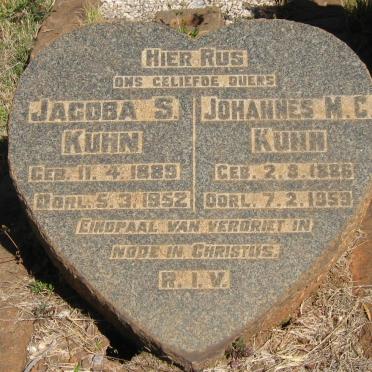 HIER RUS
ONS GELIEFDE OUERS
JACOBA S. KUHN
GEB. 11.4.1889
OORL. 5.3.1952
JOHANNES M. C. KUHN
GEB. 2.8.1886
OORL. 7.2.1959
EINDPAAL VAN VERDRIET IN
NODE IN CHRISTUS.
R.I.V.